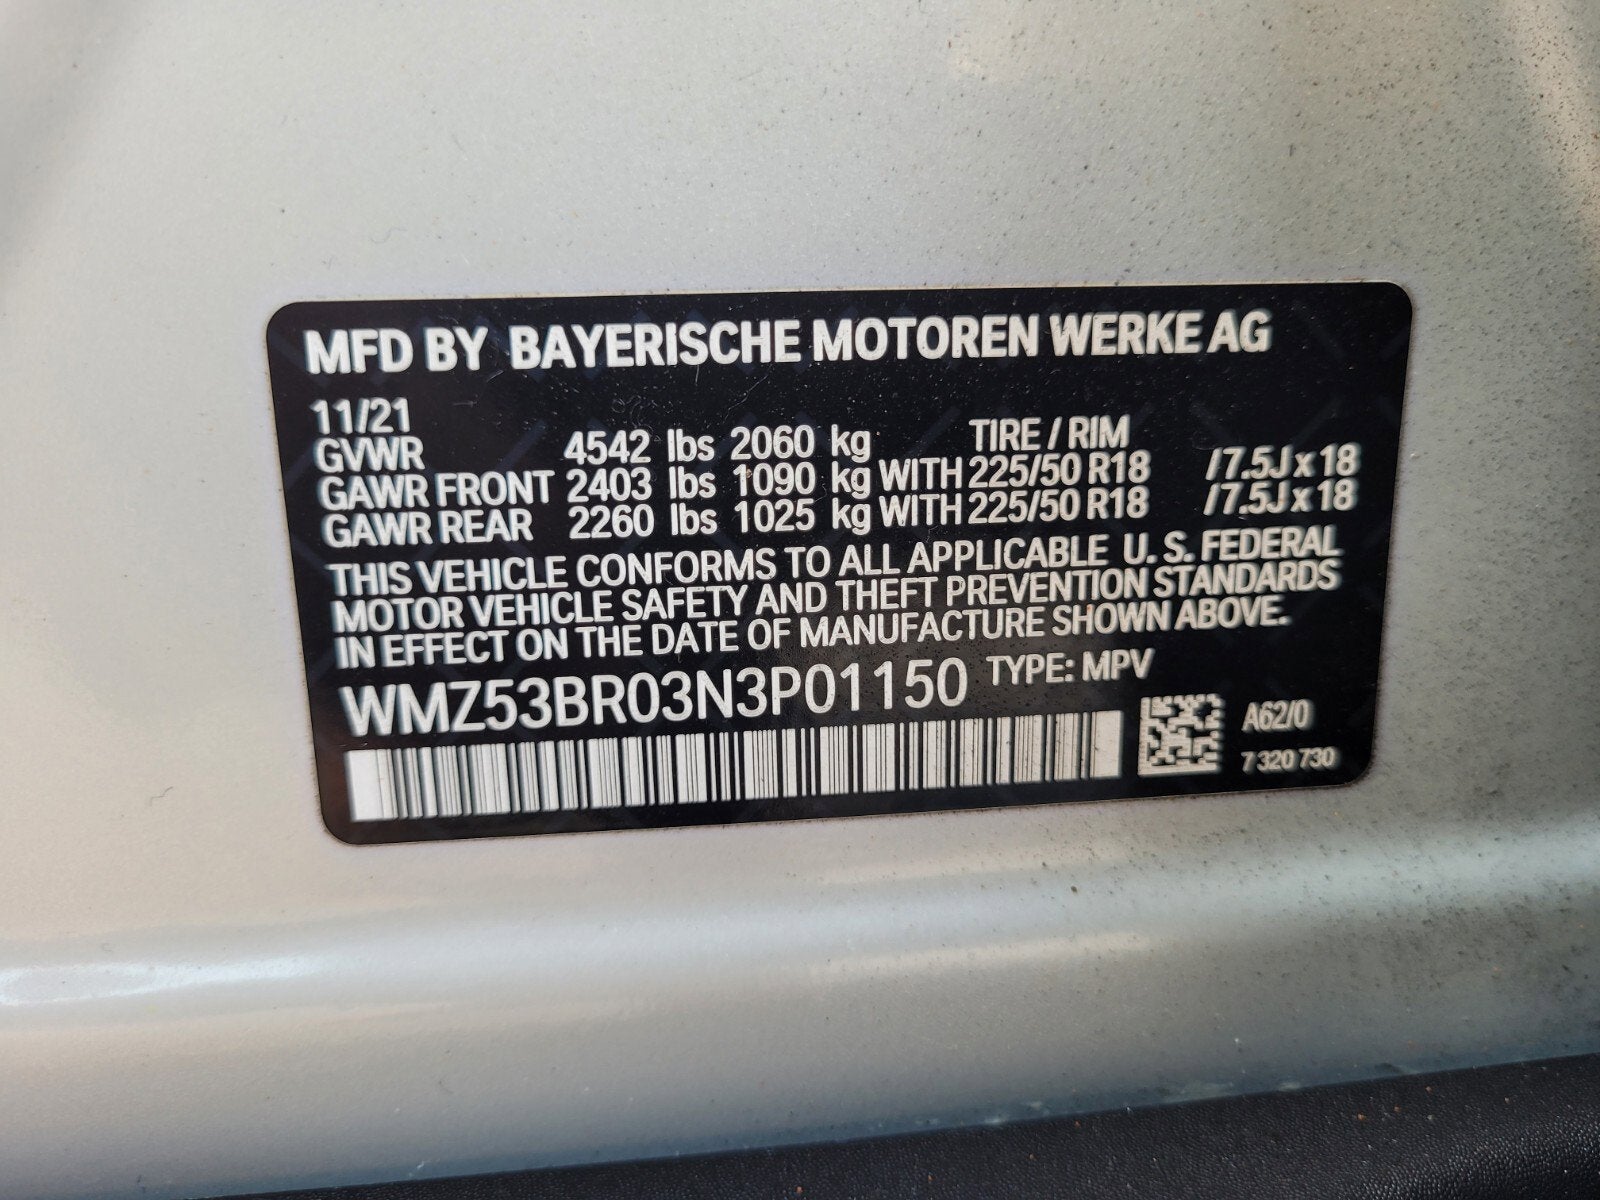 MFD BY BAYERISCHE MOTOREN WERKE AG
11/21
GVWR 4542 lbs 2060 kg TIRE / RIM
GAWR FRONT 2403 lbs 1090 kg WITH 225/50 R18 /7.5J x 18
GAWR REAR 2260 lbs 1025 kg WITH 225/50 R18 /7.5J x 18
THIS VEHICLE CONFORMS TO ALL APPLICABLE U. S. FEDERAL
MOTOR VEHICLE SAFETY AND THEFT PREVENTION STANDARDS
IN EFFECT ON THE DATE OF MANUFACTURE SHOWN ABOVE.
WMZ53BR03N3P01150 TYPE: MPV
A62/0
7 320 730